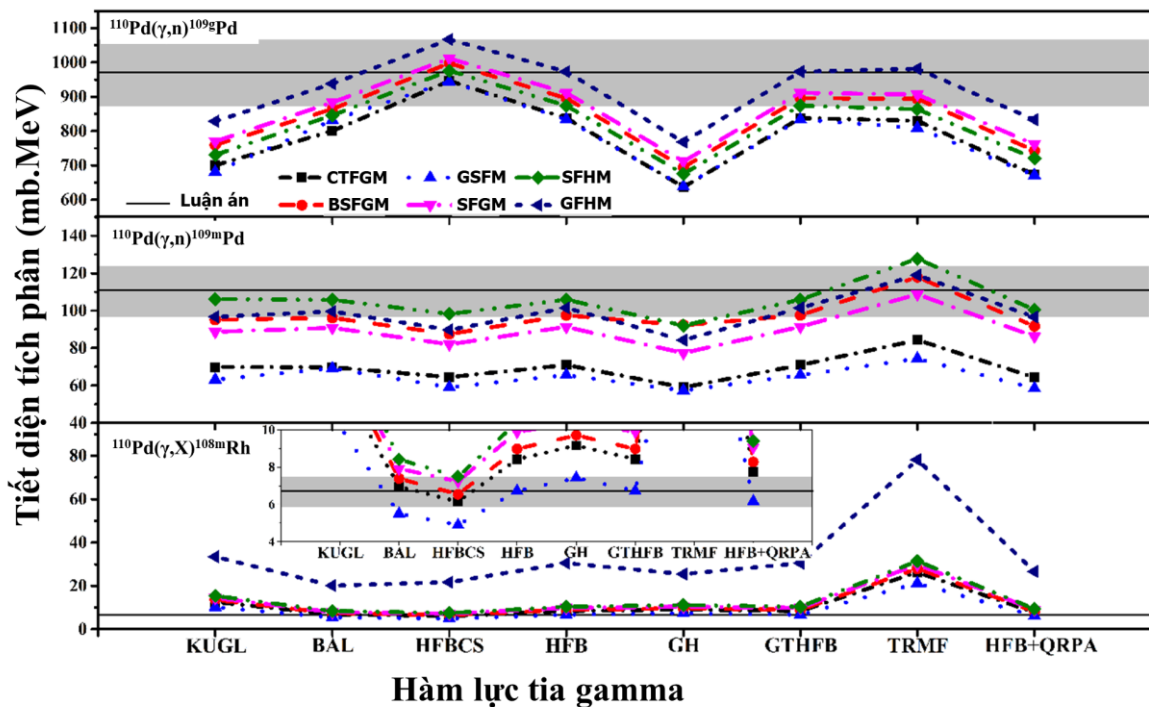 Tiết diện tích phân (mb.MeV)
¹¹⁰Pd(γ,n)¹⁰⁹ᵍPd
1100
1000
900
800
700
600
CTFGM
GSFM
SFHM
Luận án
BSFGM
SFGM
GFHM
¹¹⁰Pd(γ,n)¹⁰⁹ᵐPd
140
120
100
80
60
40
¹¹⁰Pd(γ,X)¹⁰⁸ᵐRh
80
60
40
20
0
10
8
6
4
KUGL BAL HFBCS HFB GH GTHFB TRMF HFB+QRPA
KUGL BAL HFBCS HFB GH GTHFB TRMF HFB+QRPA
Hàm lực tia gamma